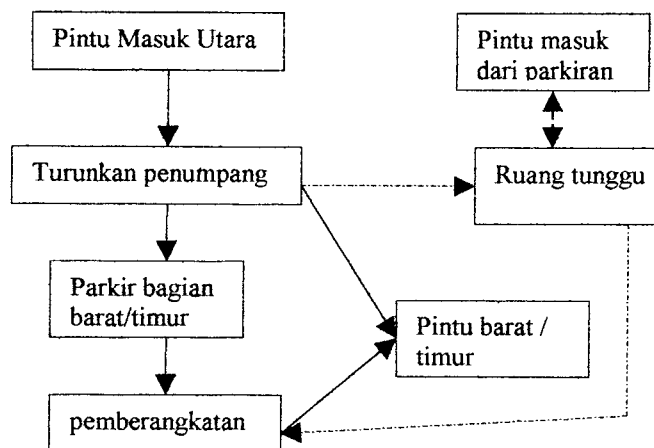 Pintu Masuk Utara
Pintu masuk
dari parkiran
Turunkan penumpang
Ruang tunggu
Parkir bagian
barat/timur
Pintu barat /
timur
pemberangkatan